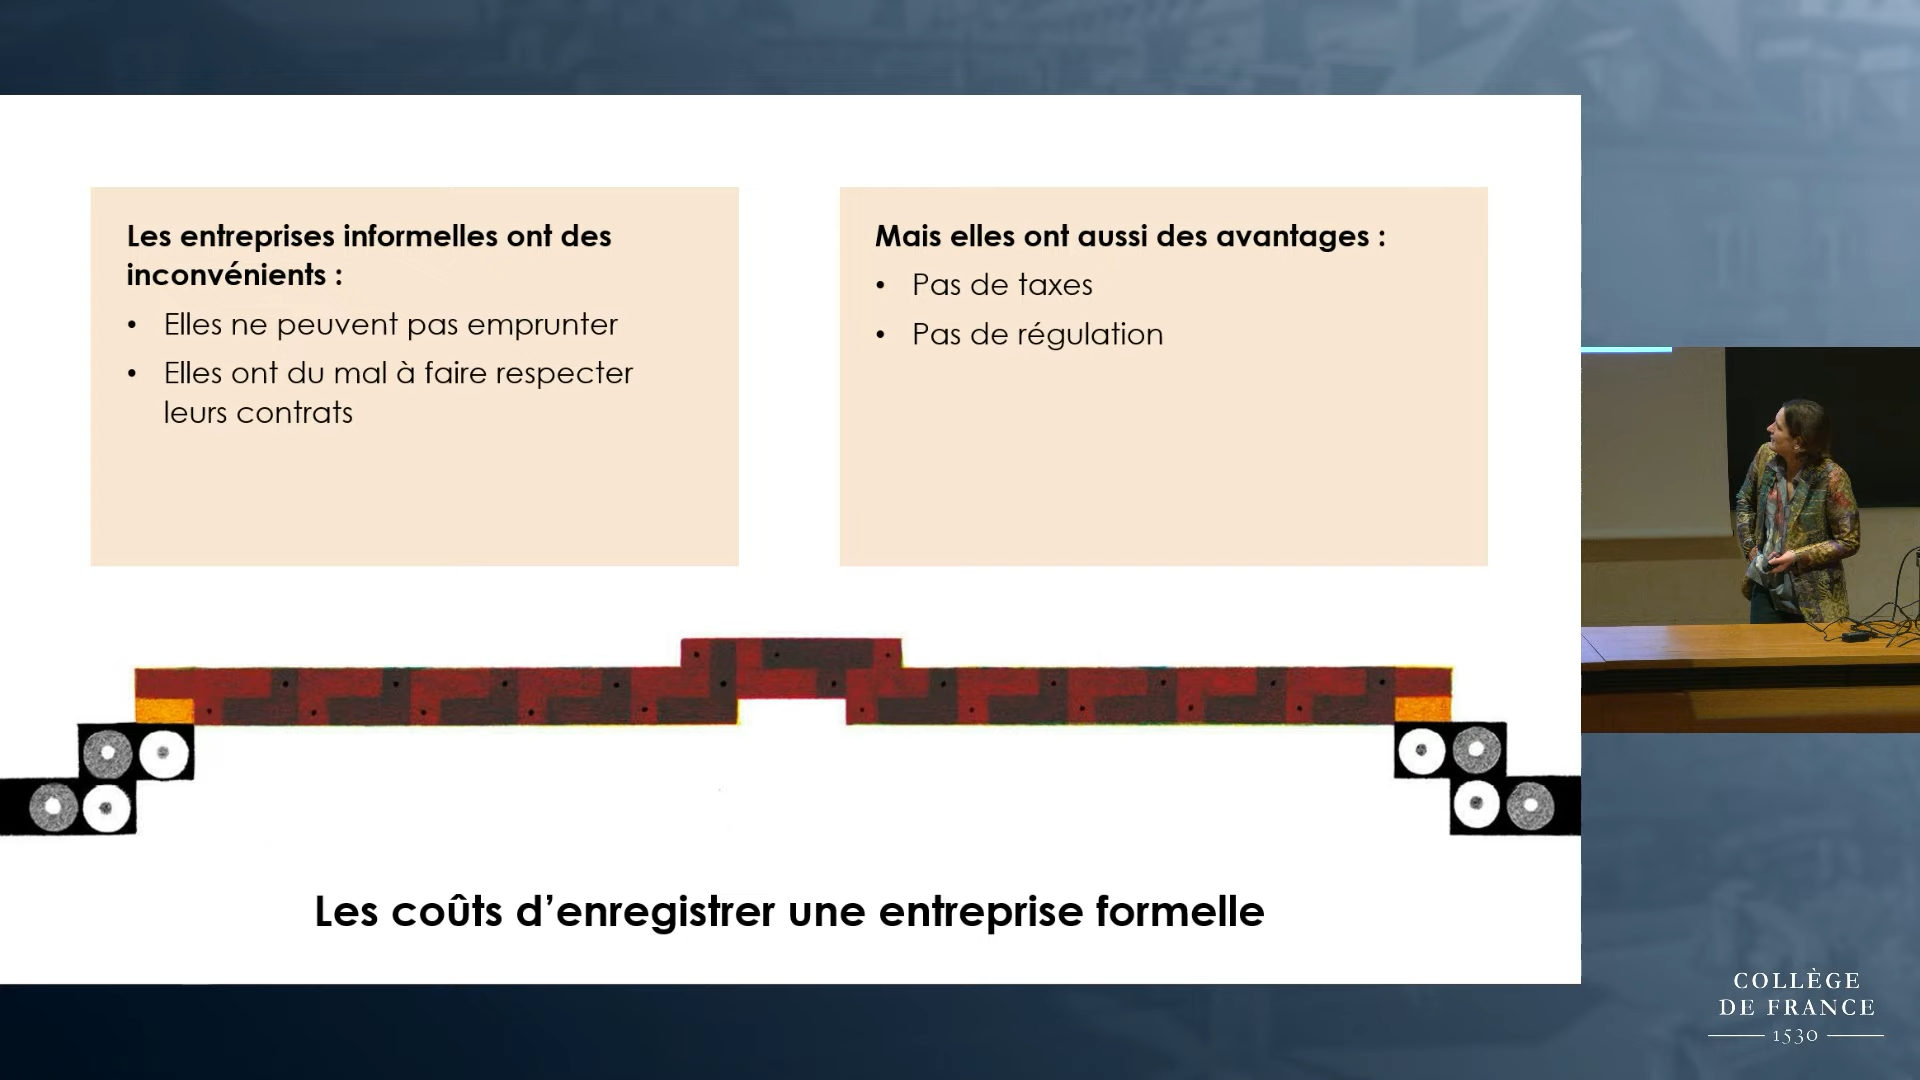 Les entreprises informelles ont des
inconvénients :
• Elles ne peuvent pas emprunter
• Elles ont du mal à faire respecter
leurs contrats
Mais elles ont aussi des avantages :
• Pas de taxes
• Pas de régulation
Les coûts d’enregistrer une entreprise formelle
COLLÈGE
DE FRANCE
1530